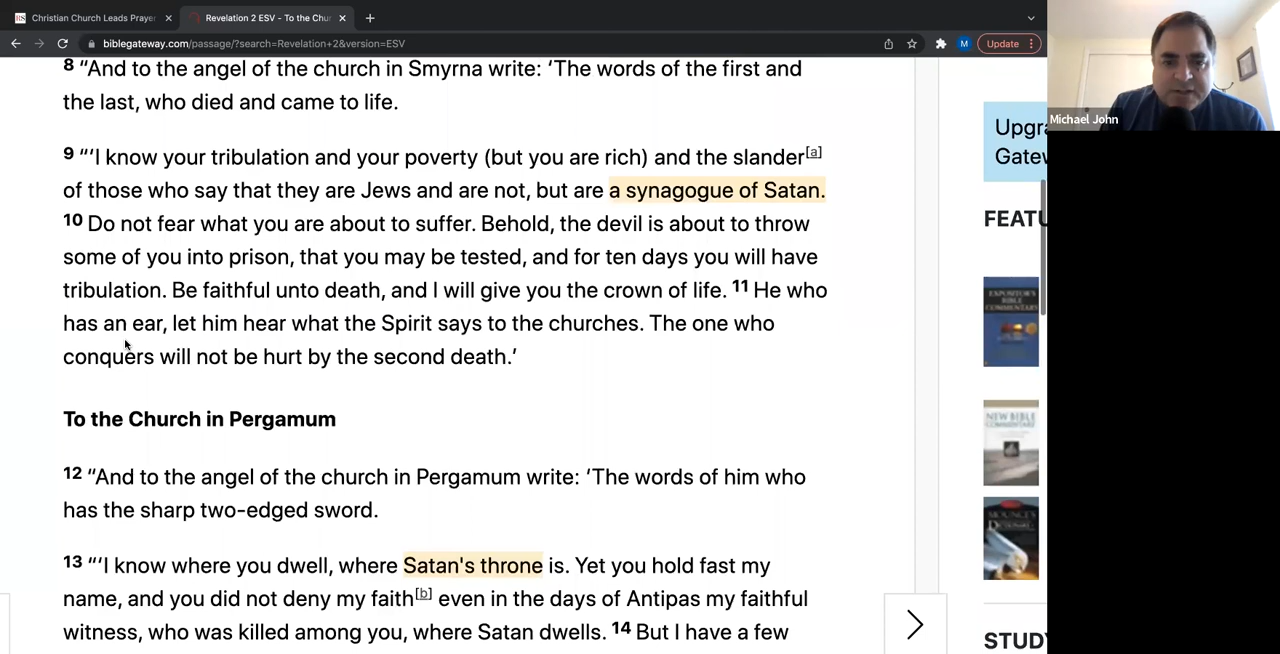 Christian Church Leads Prayer
Revelation 2 ESV - To the Chur
biblegateway.com/passage/?search=Revelation+2&version=ESV
M
Update
8 “And to the angel of the church in Smyrna write: ‘The words of the first and
the last, who died and came to life.
9 “‘I know your tribulation and your poverty (but you are rich) and the slander[a]
of those who say that they are Jews and are not, but are a synagogue of Satan.
10 Do not fear what you are about to suffer. Behold, the devil is about to throw
some of you into prison, that you may be tested, and for ten days you will have
tribulation. Be faithful unto death, and I will give you the crown of life. 11 He who
has an ear, let him hear what the Spirit says to the churches. The one who
conquers will not be hurt by the second death.’
To the Church in Pergamum
12 “And to the angel of the church in Pergamum write: ‘The words of him who
has the sharp two-edged sword.
13 “‘I know where you dwell, where Satan's throne is. Yet you hold fast my
name, and you did not deny my faith[b] even in the days of Antipas my faithful
witness, who was killed among you, where Satan dwells. 14 But I have a few
Upgra
Gatew
FEATU
EXPOSITOR'S
BIBLE
COMMENTARY
NEW BIBLE
COMMENTARY
STUDY
Michael John